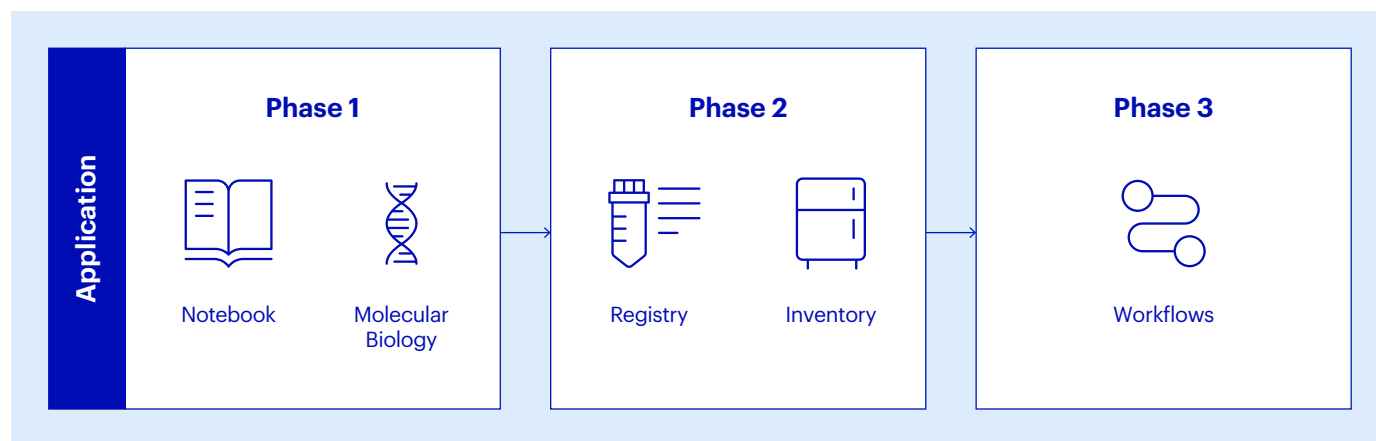 Application
Phase 1
Notebook
Molecular
Biology
Phase 2
Registry
Inventory
Phase 3
Workflows